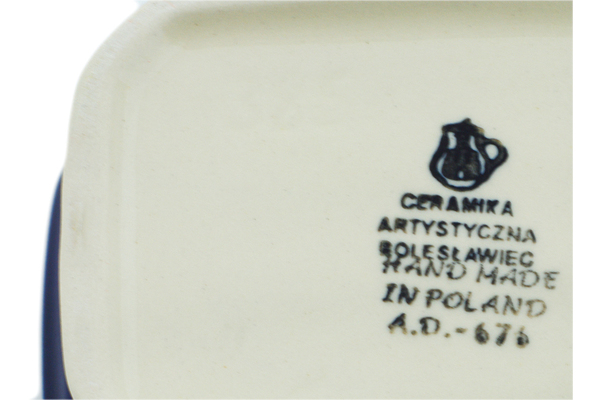 CERAMIKA
ARTYSTYCZNA
BOLESŁAWIEC
HAND MADE
IN POLAND
A.D.-676